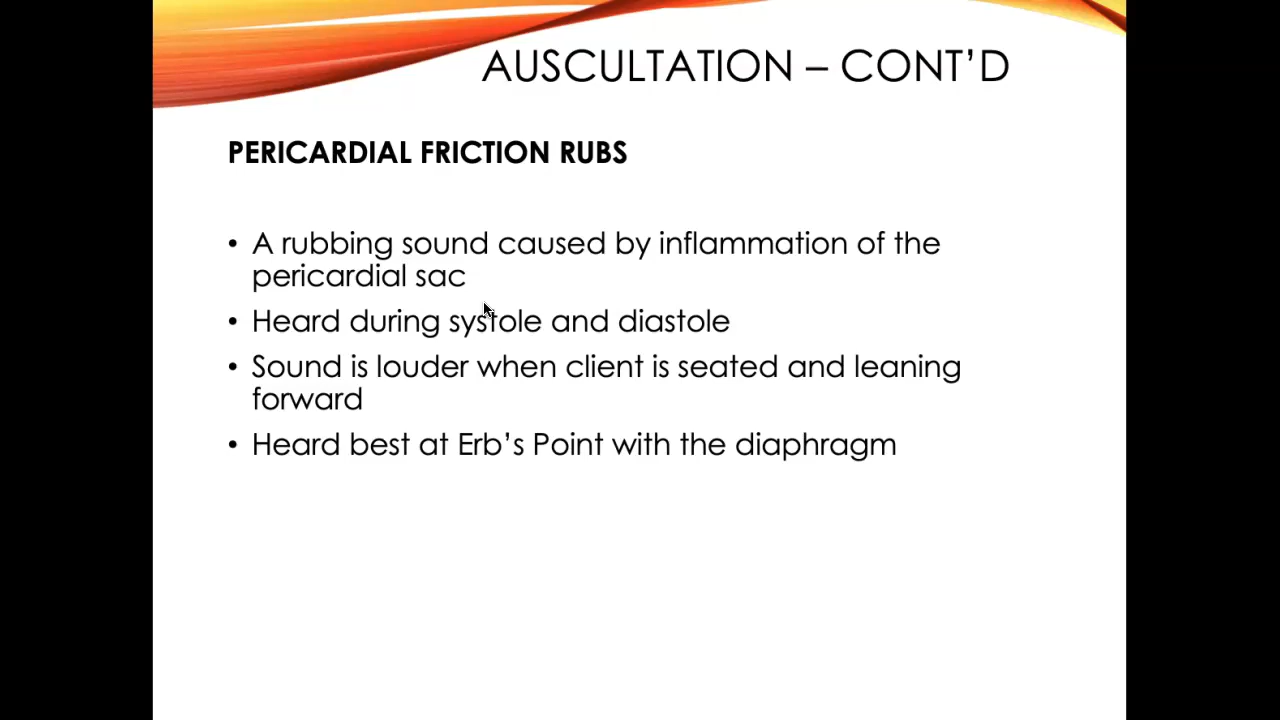 AUSCULTATION – CONT’D
PERICARDIAL FRICTION RUBS
• A rubbing sound caused by inflammation of the
pericardial sac
• Heard during systole and diastole
• Sound is louder when client is seated and leaning
forward
• Heard best at Erb’s Point with the diaphragm